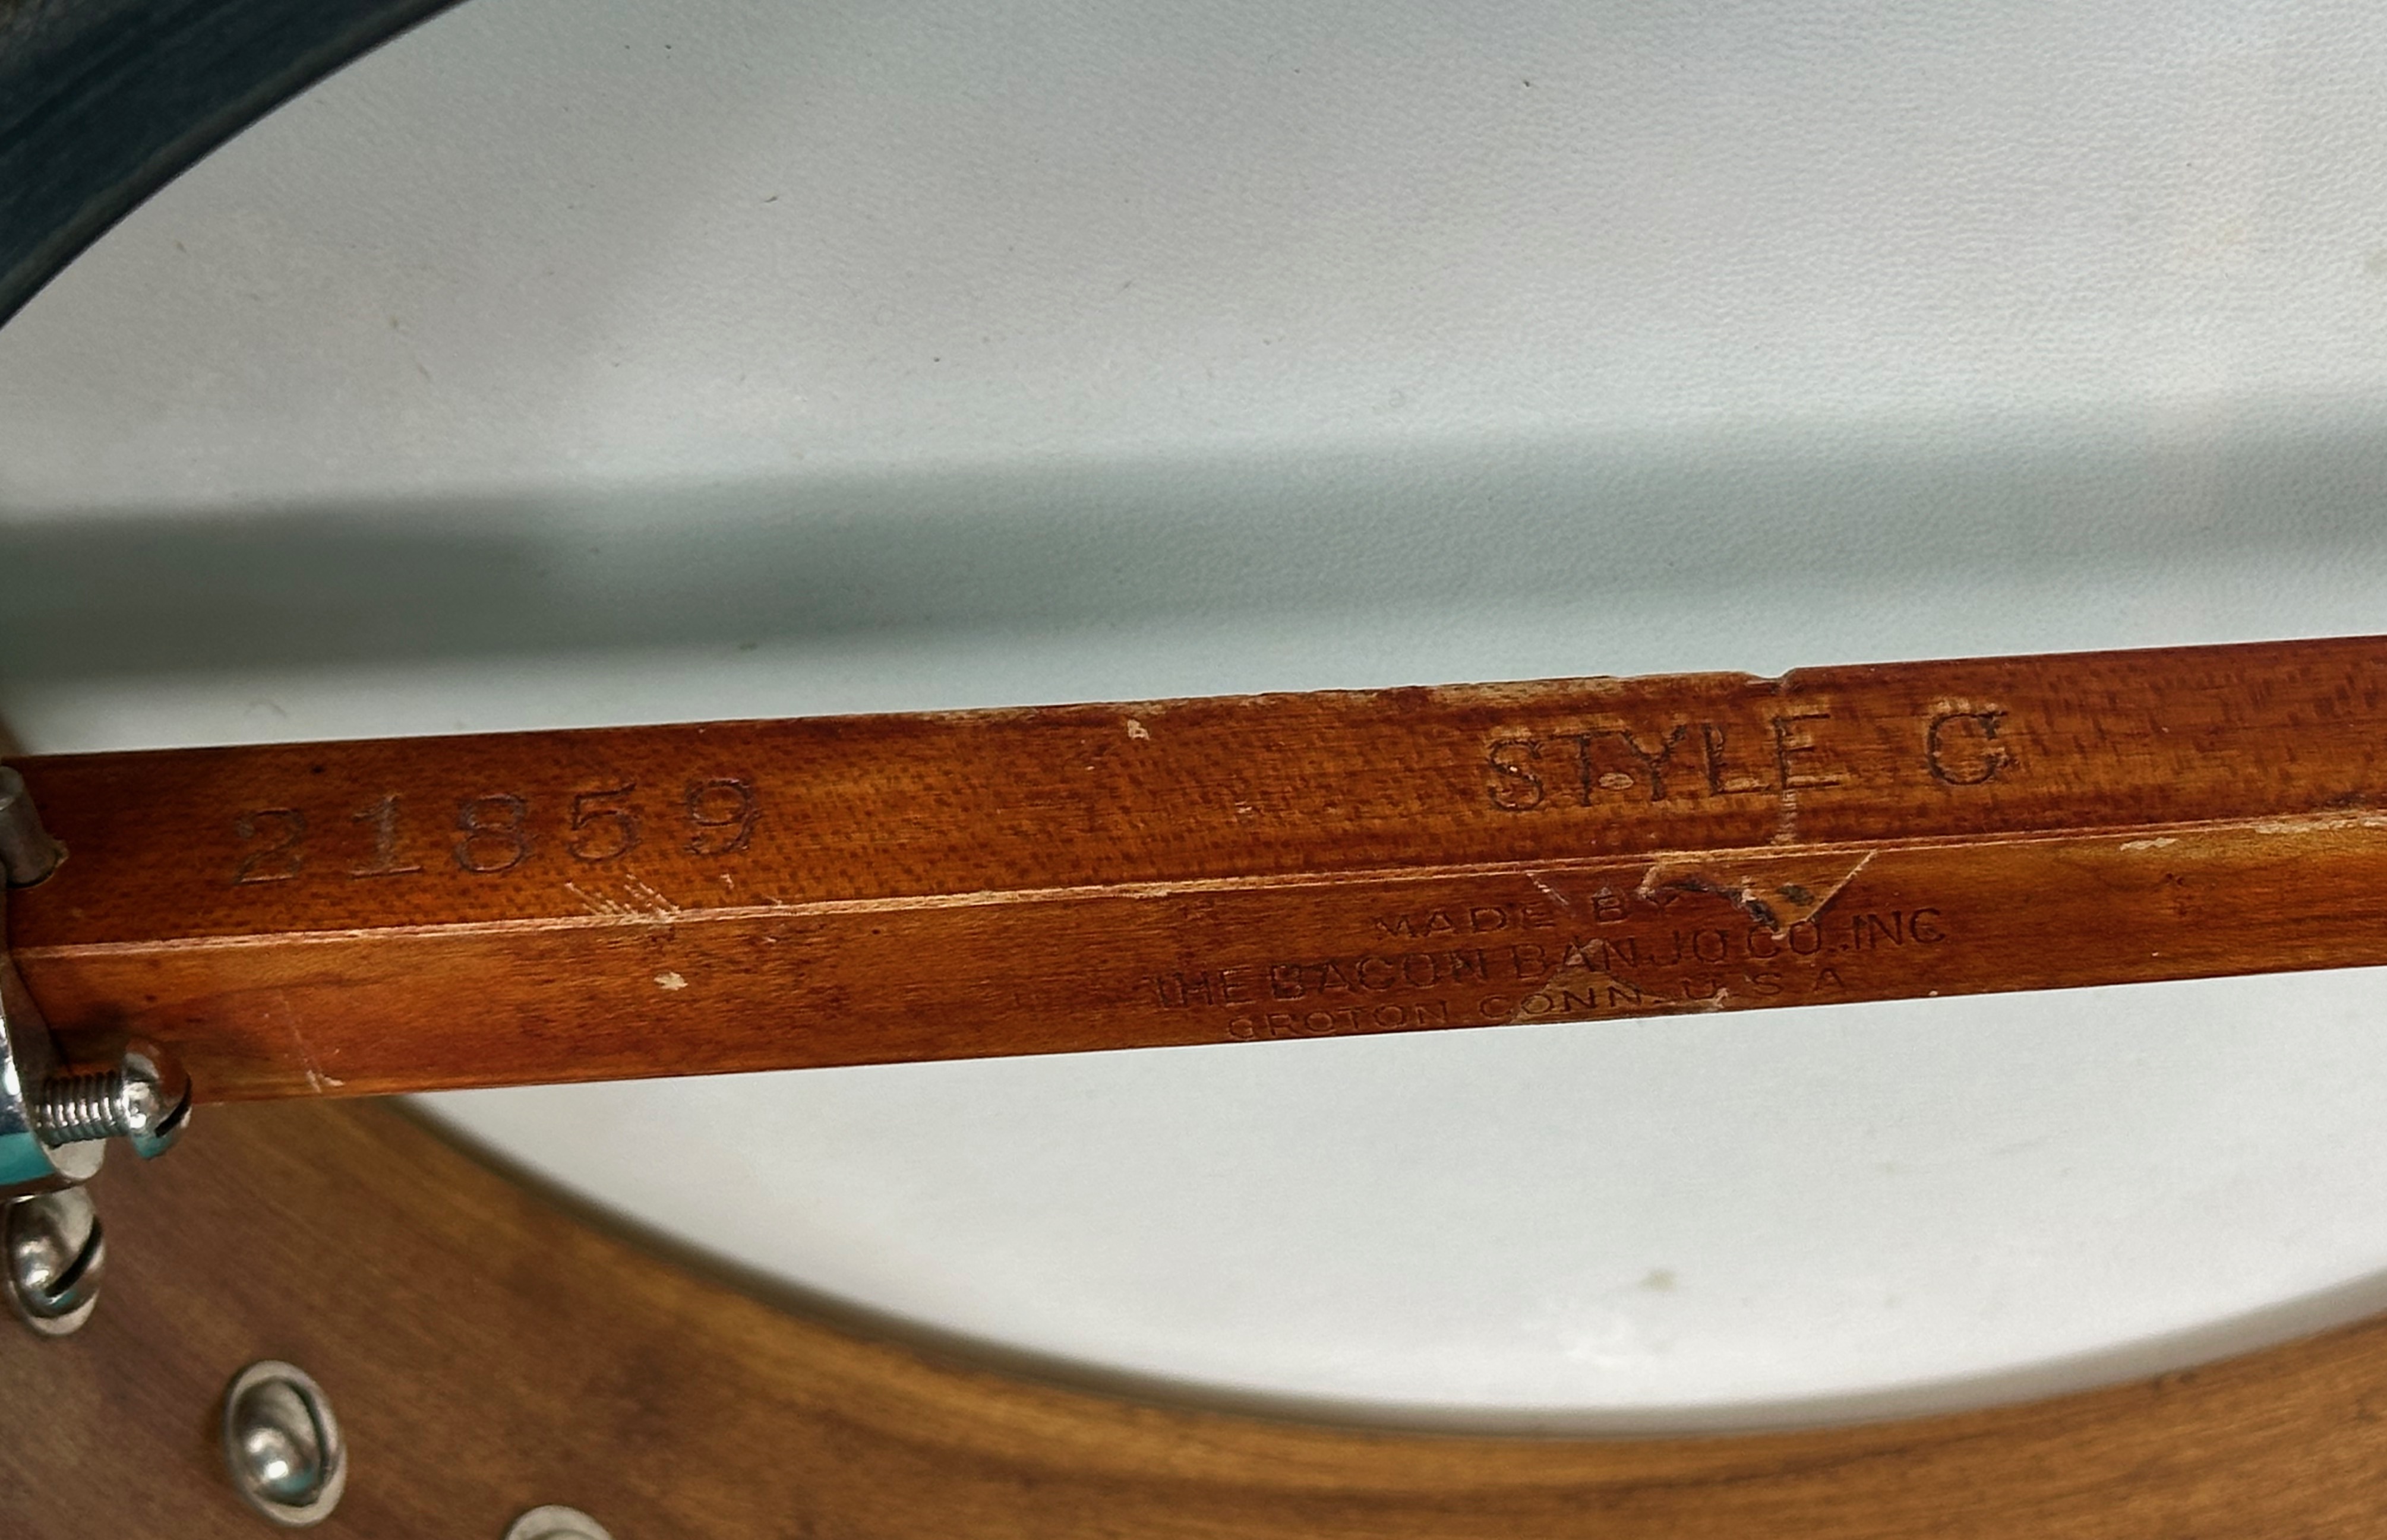 21859
STYLE C
MADE BY
THE BACON BANJO CO. INC
GROTON CONN. U.S.A